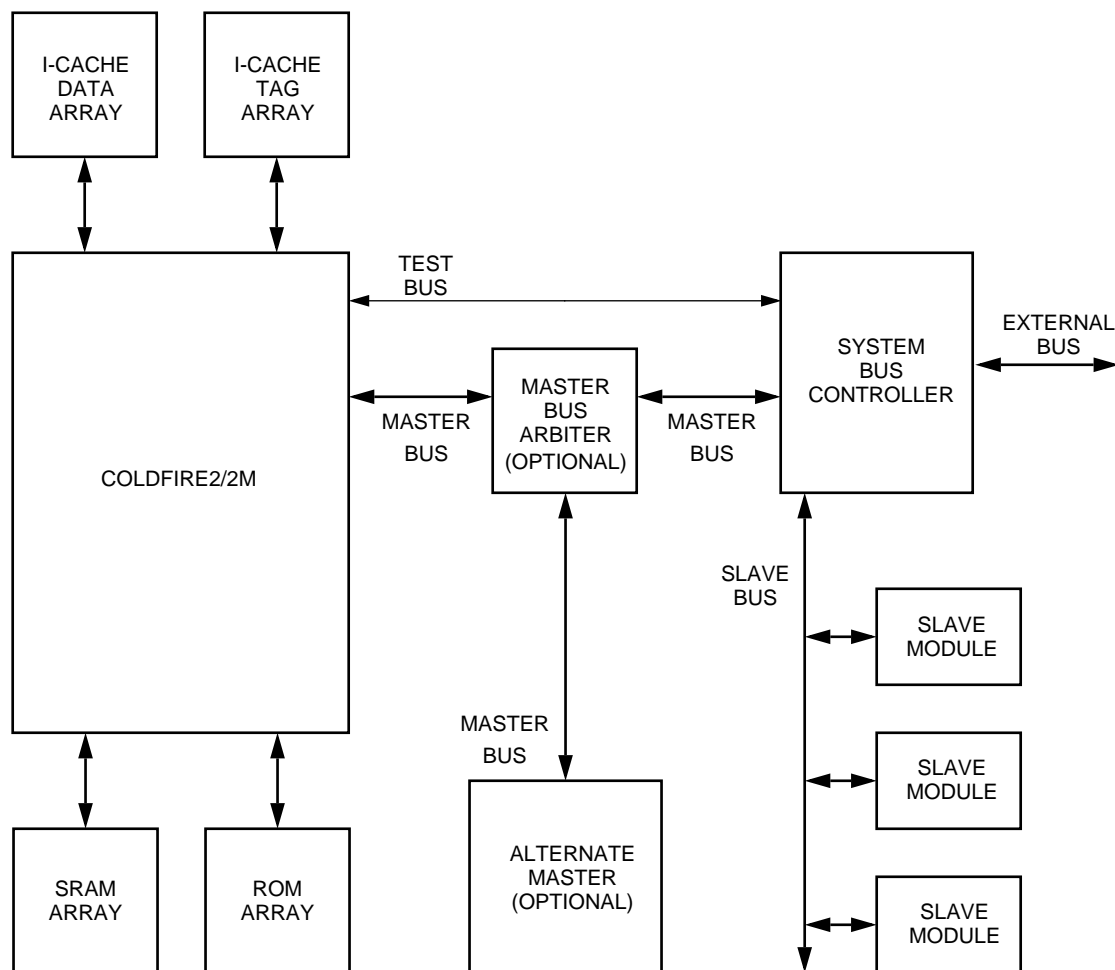 I-CACHE
DATA
ARRAY
I-CACHE
TAG
ARRAY
TEST
BUS
EXTERNAL
BUS
SYSTEM
BUS
CONTROLLER
MASTER
BUS
ARBITER
(OPTIONAL)
MASTER
BUS
MASTER
BUS
COLDFIRE2/2M
SLAVE
BUS
SLAVE
MODULE
MASTER
BUS
SLAVE
MODULE
SRAM
ARRAY
ROM
ARRAY
ALTERNATE
MASTER
(OPTIONAL)
SLAVE
MODULE